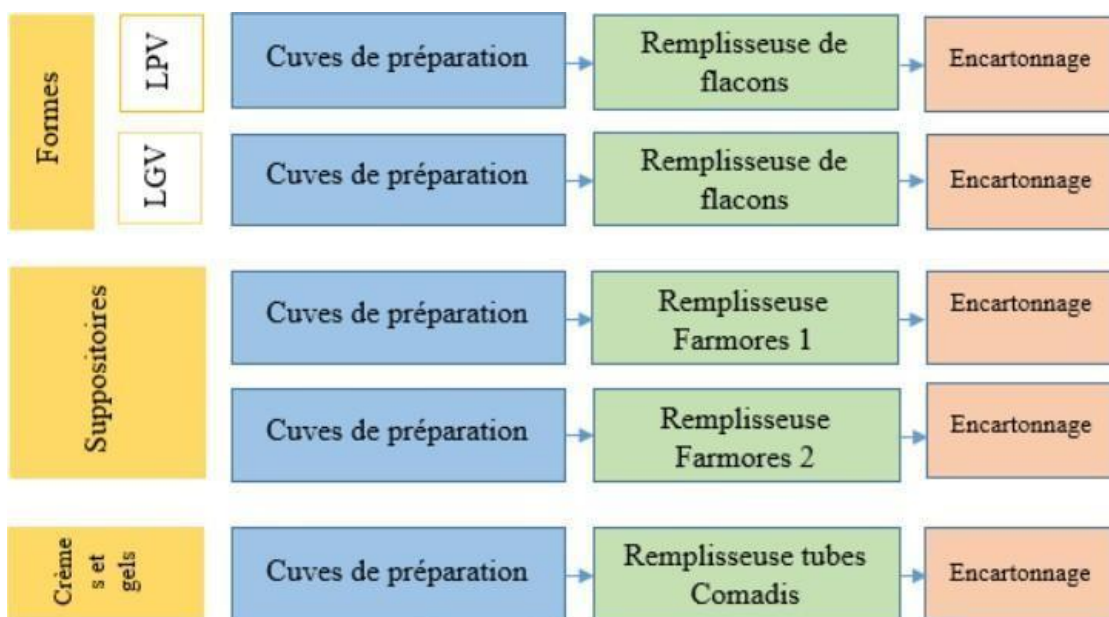 Formes
LPV
Cuves de préparation
Remplisseuse de
flacons
Encartonnage
LGV
Cuves de préparation
Remplisseuse de
flacons
Encartonnage
Suppositoires
Cuves de préparation
Remplisseuse
Farmores 1
Encartonnage
Cuves de préparation
Remplisseuse
Farmores 2
Encartonnage
Crème
s et
gels
Cuves de préparation
Remplisseuse tubes
Comadis
Encartonnage